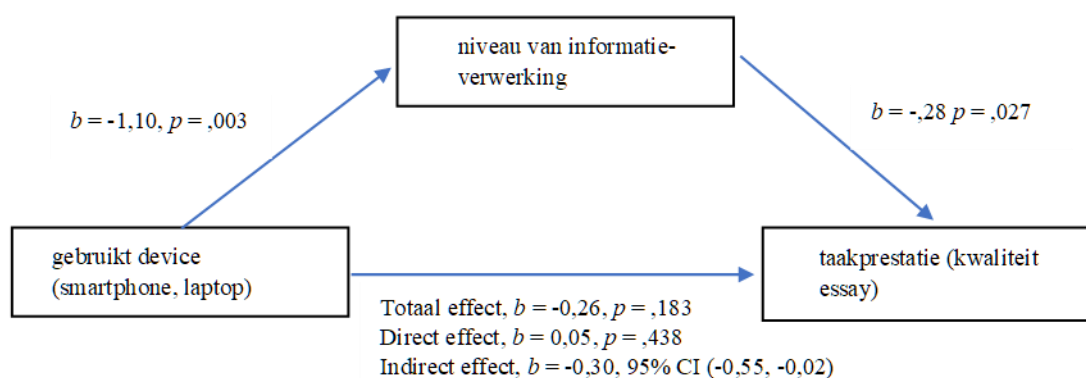 niveau van informatie-
verwerking
b = -1,10, p = ,003
b = -,28 p = ,027
gebruikt device
(smartphone, laptop)
taakprestatie (kwaliteit
essay)
Totaal effect, b = -0,26, p = ,183
Direct effect, b = 0,05, p = ,438
Indirect effect, b = -0,30, 95% CI (-0,55, -0,02)